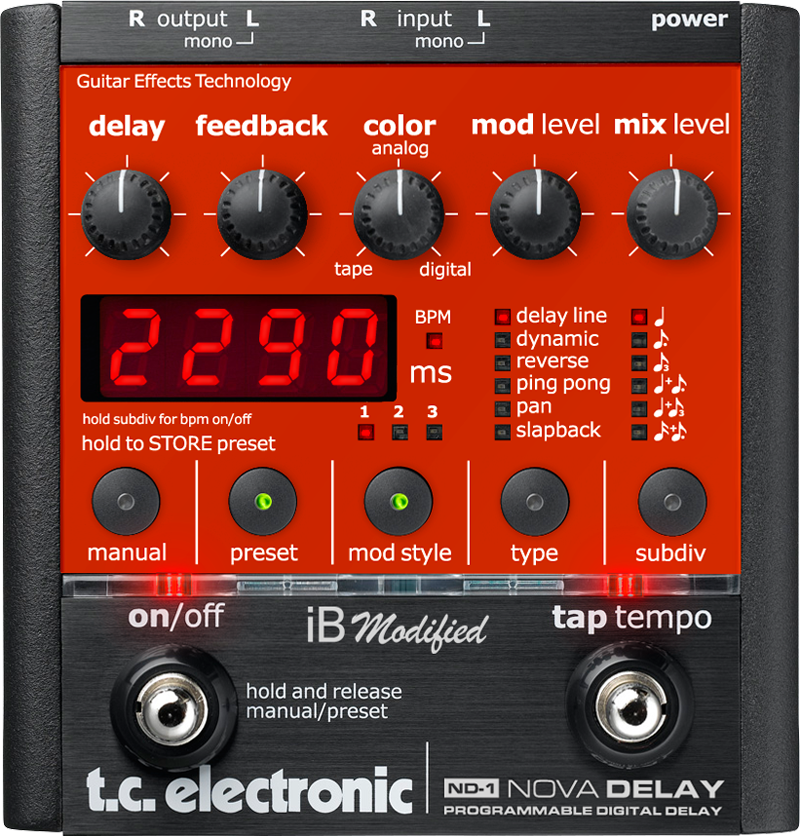 R output L
mono
R input L
mono
power
Guitar Effects Technology
delay
feedback
color
analog
mod level
mix level
tape
digital
2290
BPM
ms
hold subdiv for bpm on/off
hold to STORE preset
1 2 3
delay line
dynamic
reverse
ping pong
pan
slapback
3
+
+ 3
+
manual
preset
mod style
type
subdiv
on/off
iB Modified
tap tempo
hold and release
manual/preset
t.c. electronic
ND-1 NOVA DELAY
PROGRAMMABLE DIGITAL DELAY